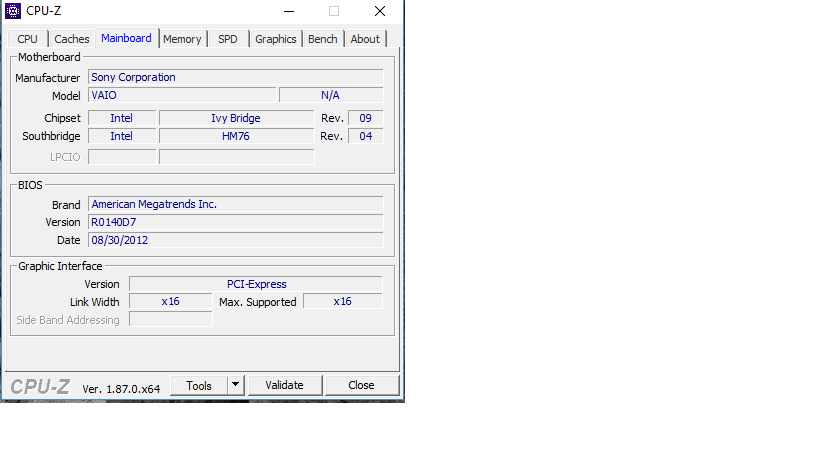 CPU-Z
CPU Caches Mainboard Memory SPD Graphics Bench About
Motherboard
Manufacturer Sony Corporation
Model VAIO N/A
Chipset Intel Ivy Bridge Rev. 09
Southbridge Intel HM76 Rev. 04
LPCIO
BIOS
Brand American Megatrends Inc.
Version R0140D7
Date 08/30/2012
Graphic Interface
Version PCI-Express
Link Width x16 Max. Supported x16
Side Band Addressing
CPU-Z Ver. 1.87.0.x64 Tools Validate Close